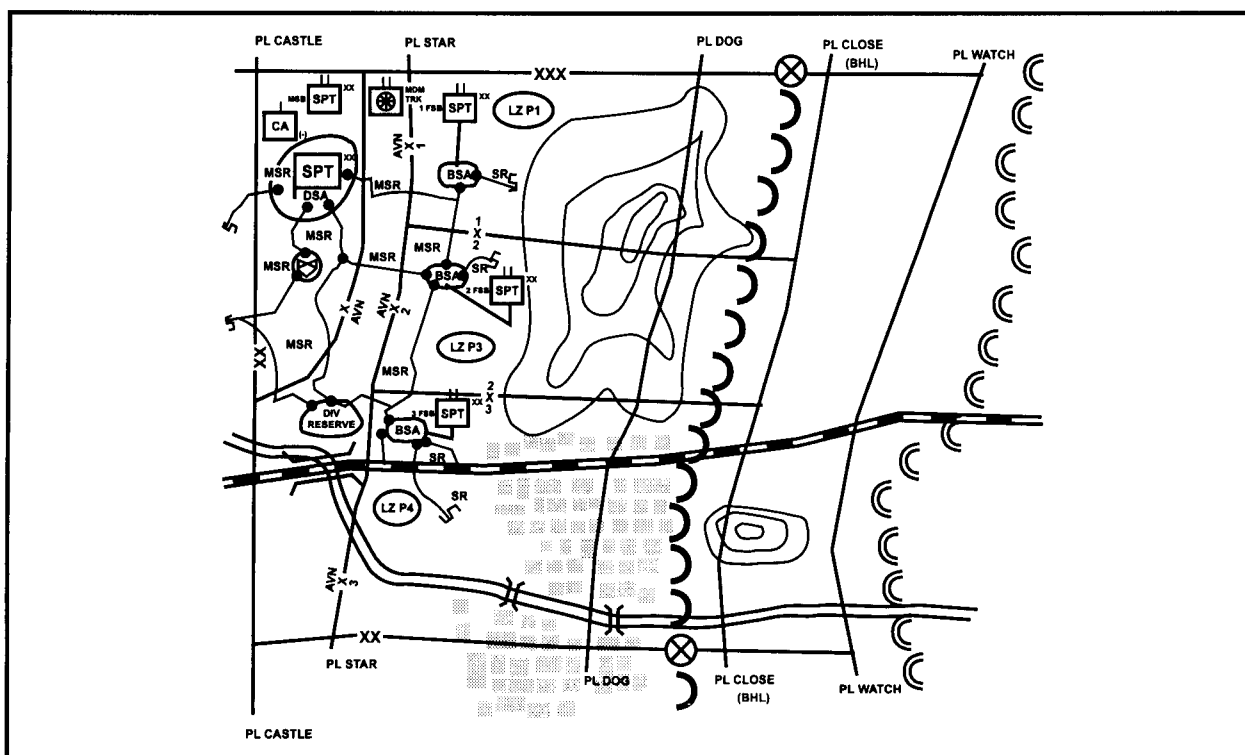 PL CASTLE
PL STAR
PL DOG
PL CLOSE
(BHL)
PL WATCH
XXX
MSB
SPT
XX
MDM
TRK
1 FSB
SPT
XX
LZ P1
CA
(-)
AVN
X
1
SPT
XX
MSR
DSA
MSR
MSR
BSA
SR
1
X
2
MSR
MSR
MSR
MSR
BSA
SR
2 FSB
SPT
XX
X
AVN
AVN
X
2
LZ P3
MSR
XX
MSR
2
X
3
DIV
RESERVE
3 FSB
SPT
XX
BSA
SR
LZ P4
SR
AVN
X
3
XX
PL STAR
PL DOG
PL CLOSE
(BHL)
PL WATCH
PL CASTLE